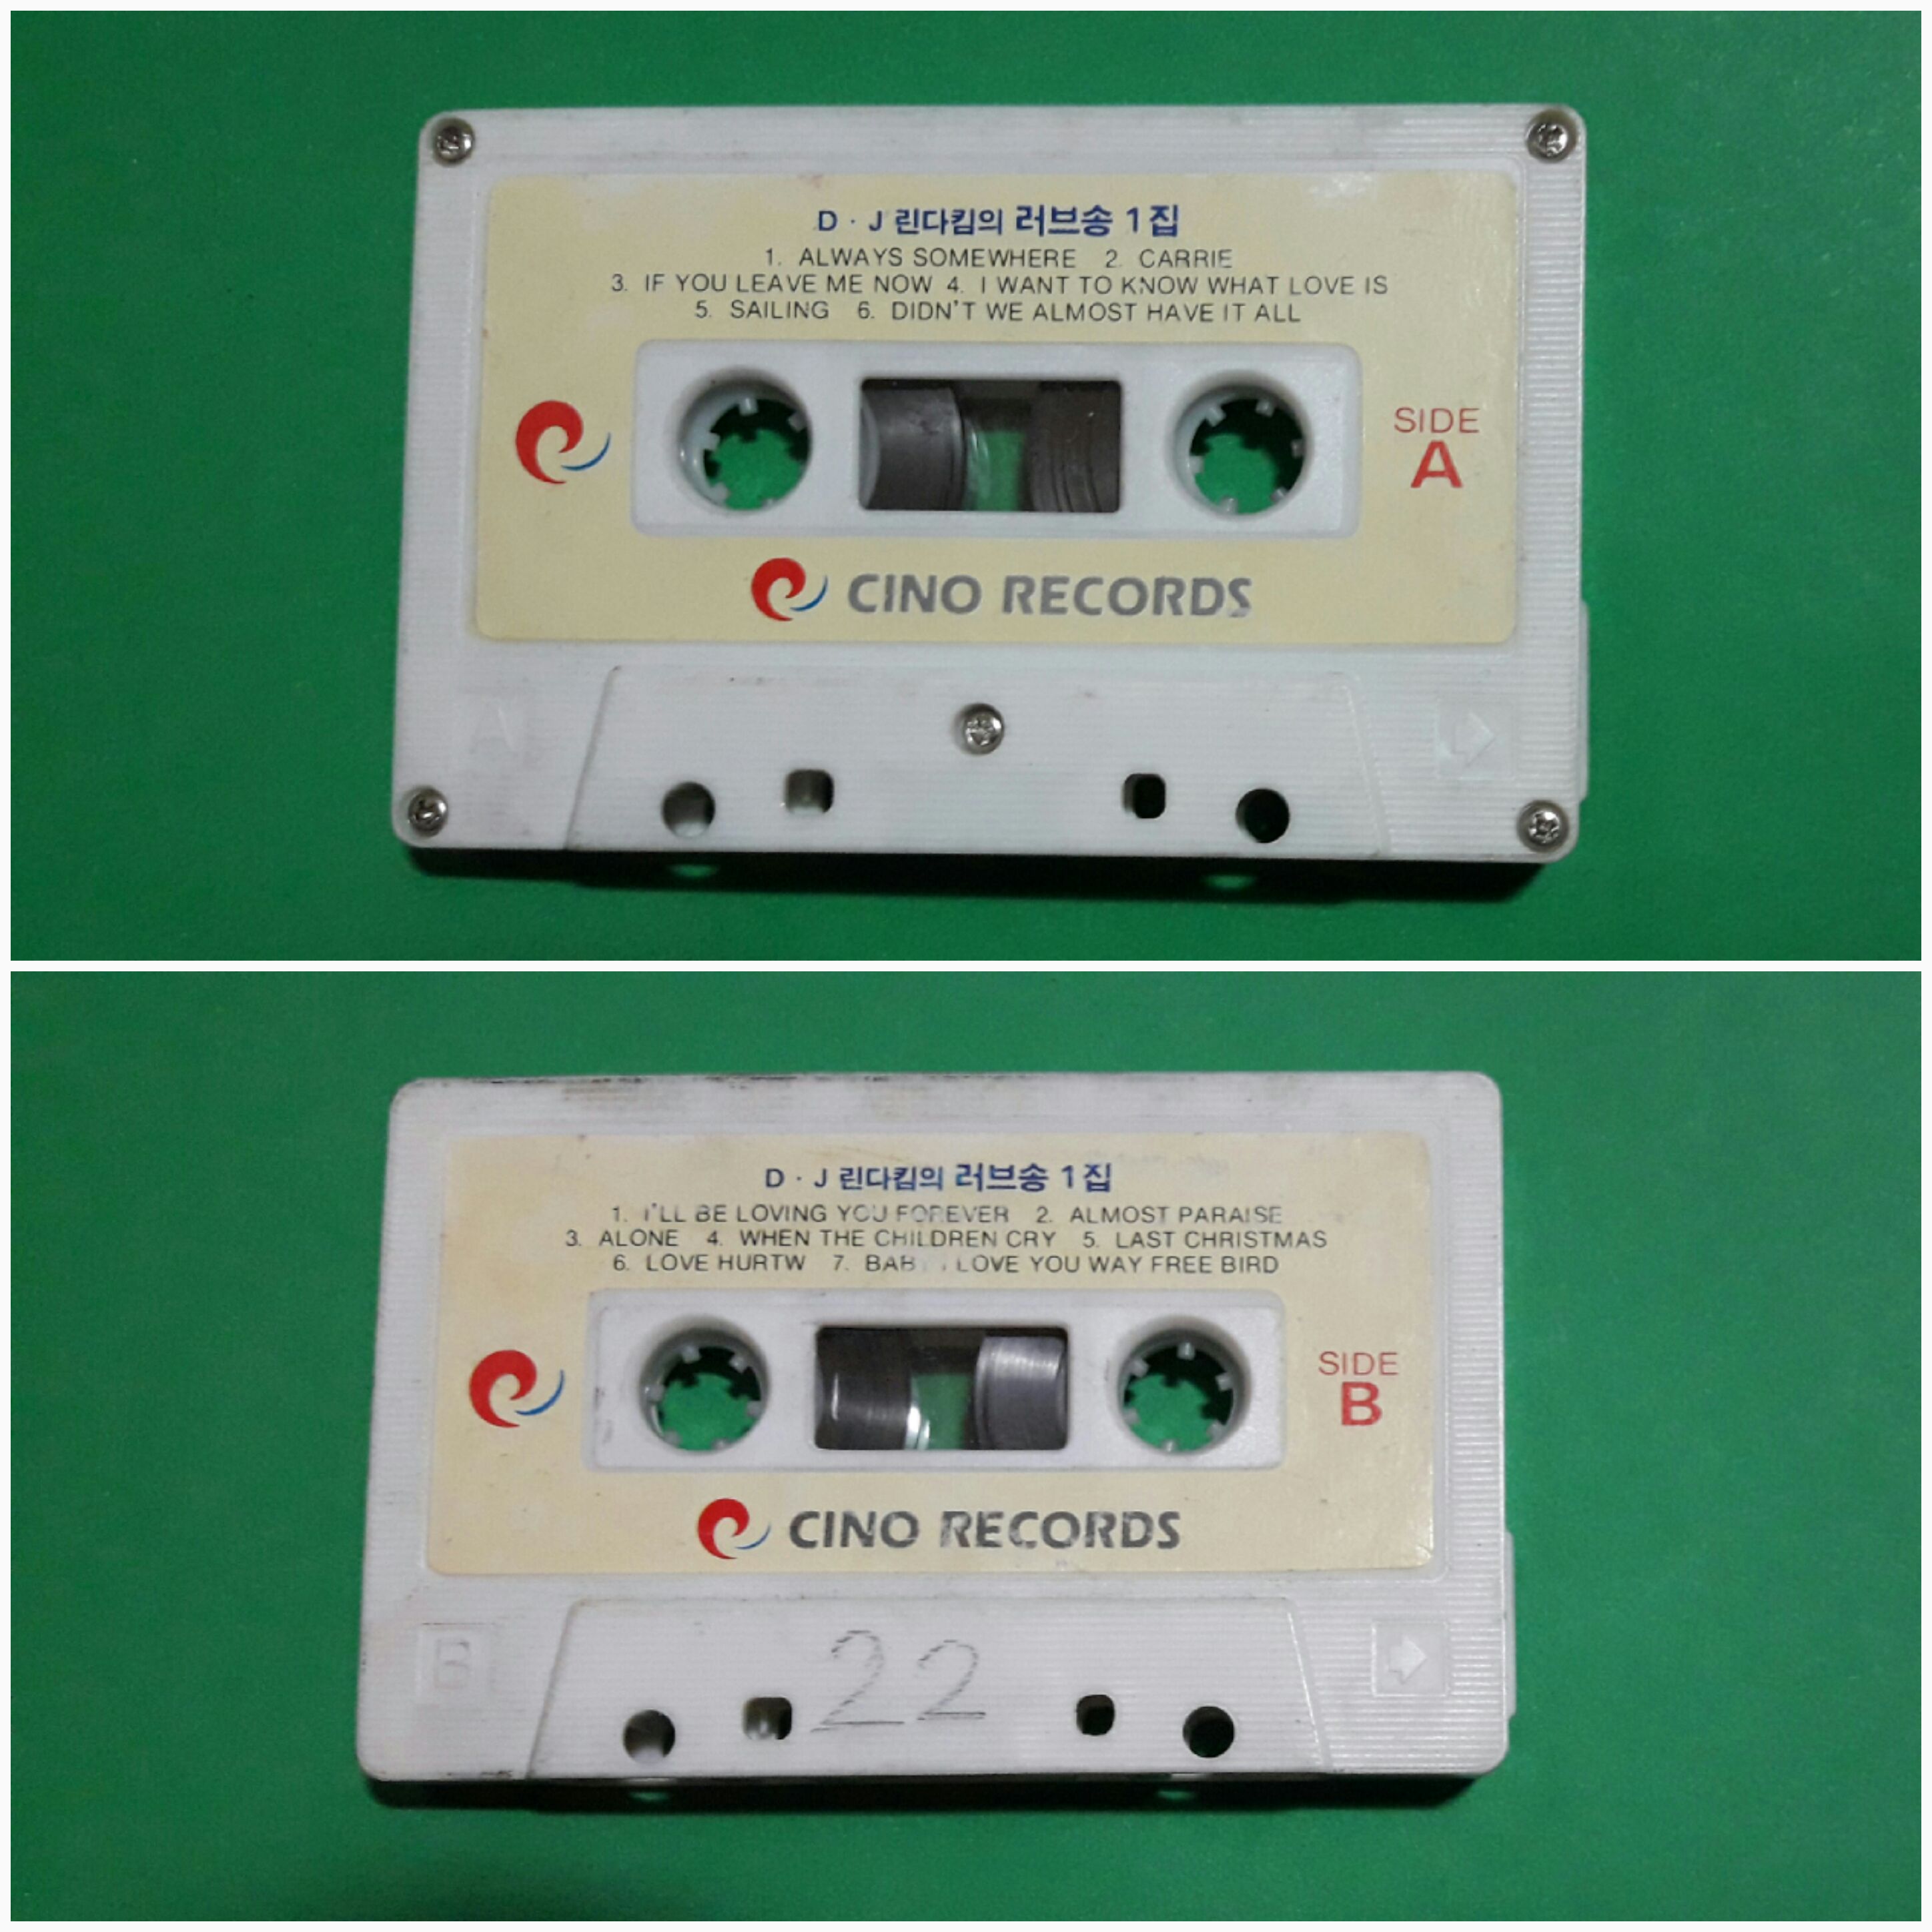 D · J 린다킴의 러브송 1집
1. ALWAYS SOMEWHERE 2. CARRIE
3. IF YOU LEAVE ME NOW 4. I WANT TO KNOW WHAT LOVE IS
5. SAILING 6. DIDN'T WE ALMOST HAVE IT ALL
SIDE
A
CINO RECORDS
A
D · J 린다킴의 러브송 1집
1. I'LL BE LOVING YOU FOREVER 2. ALMOST PARAISE
3. ALONE 4. WHEN THE CHILDREN CRY 5. LAST CHRISTMAS
6. LOVE HURTW 7. LOVE YOU WAY FREE BIRD
SIDE
B
CINO RECORDS
B
22